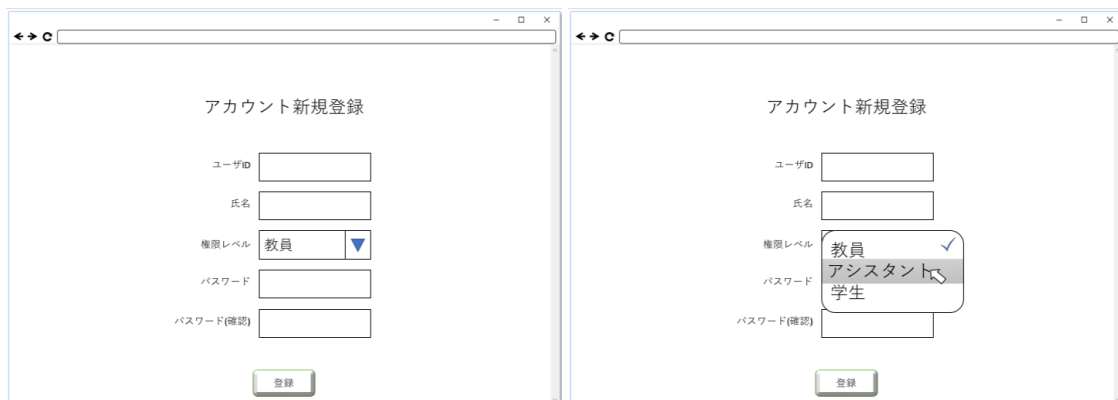 アカウント新規登録
ユーザID
氏名
権限レベル 教員
パスワード
パスワード(確認)
登録
アカウント新規登録
ユーザID
氏名
権限レベル
教員
アシスタント
学生
パスワード
パスワード(確認)
登録